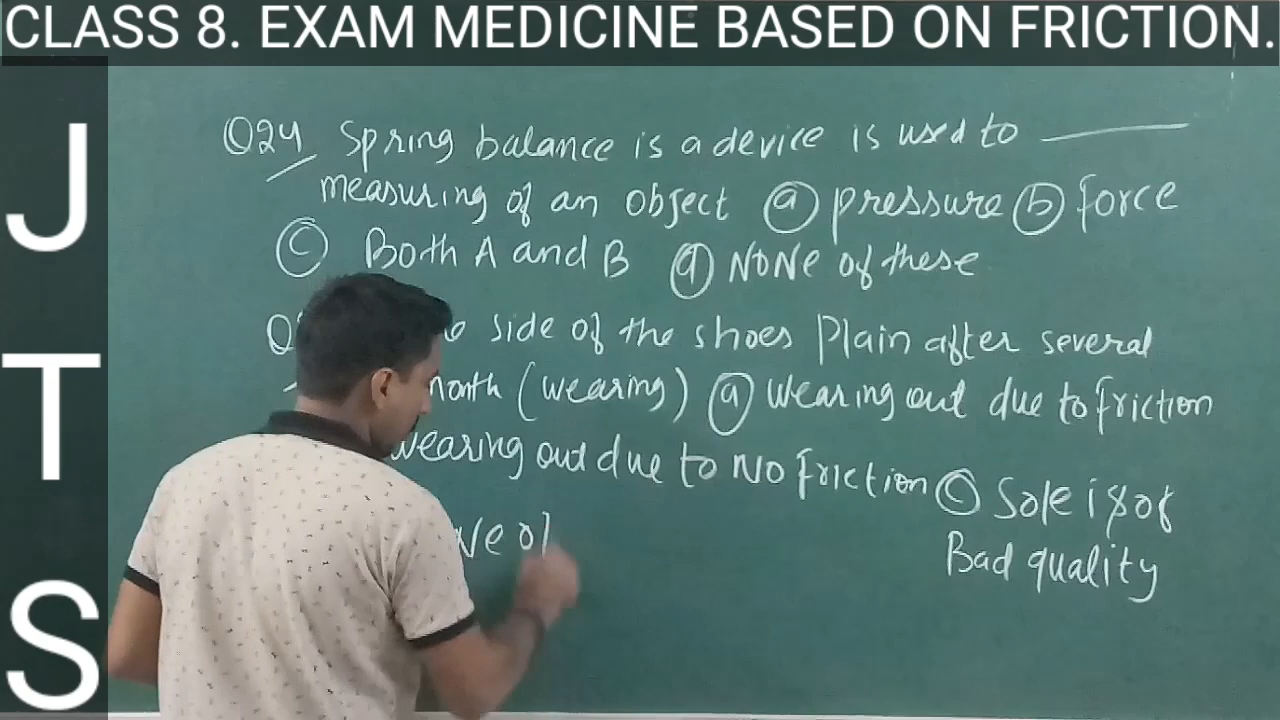 CLASS 8. EXAM MEDICINE BASED ON FRICTION.
J
T
S
Q24 Spring balance is a device is used to ______
measuring of an object (a) pressure (b) force
(C) Both A and B (d) NoNe of these
side of the shoes Plain after several
month (wearing) (a) wearing out due to friction
wearing out due to No friction (C) Sole is of
Bad quality